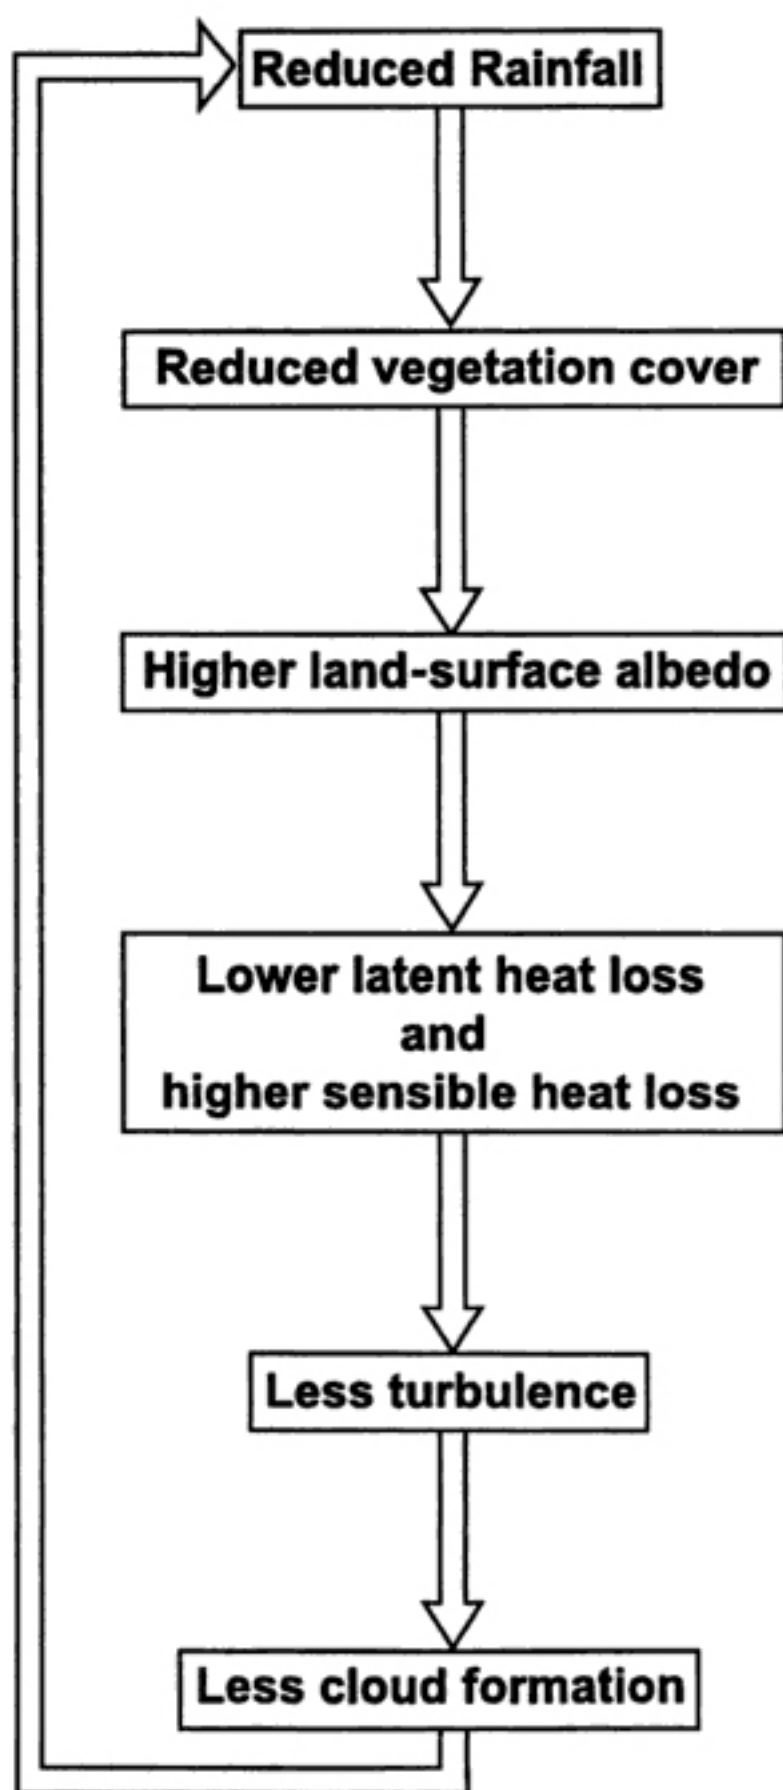 Reduced Rainfall
Reduced vegetation cover
Higher land-surface albedo
Lower latent heat loss
and
higher sensible heat loss
Less turbulence
Less cloud formation